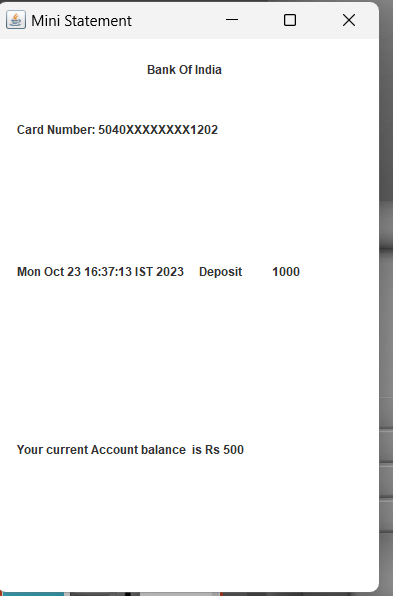 Mini Statement
Bank Of India
Card Number: 5040XXXXXXXX1202
Mon Oct 23 16:37:13 IST 2023 Deposit 1000
Your current Account balance is Rs 500